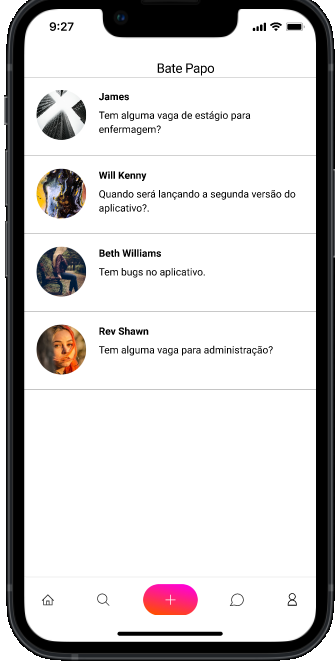 9:27
Bate Papo
James
Tem alguma vaga de estágio para
enfermagem?
Will Kenny
Quando será lançando a segunda versão do
aplicativo?.
Beth Williams
Tem bugs no aplicativo.
Rev Shawn
Tem alguma vaga para administração?